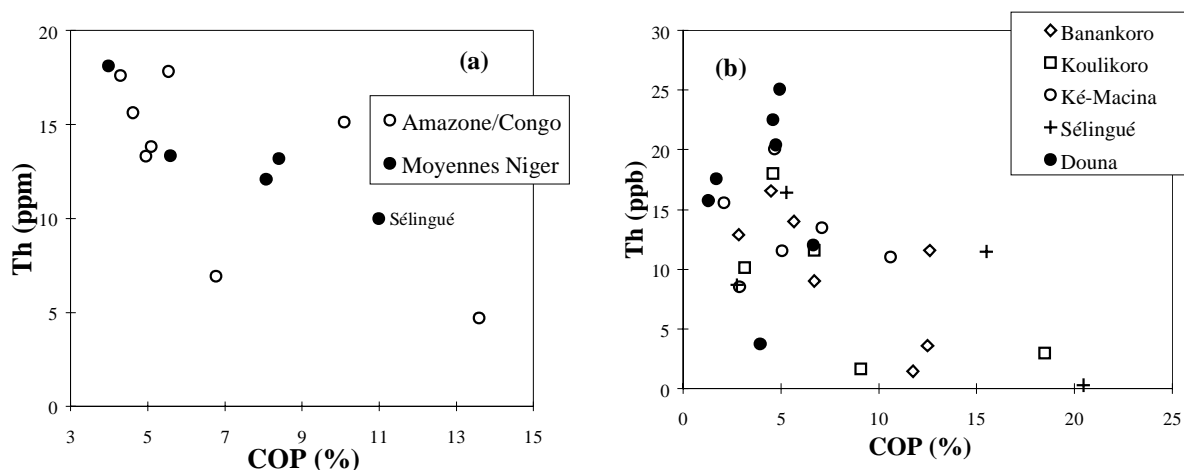 (a)
Th (ppm)
20
15
10
5
0
3 5 7 9 11 13 15
COP (%)
Amazone/Congo
Moyennes Niger
Sélingué
(b)
Th (ppb)
30
25
20
15
10
5
0
0 5 10 15 20 25
COP (%)
Banankoro
Koulikoro
Ké-Macina
Sélingué
Douna